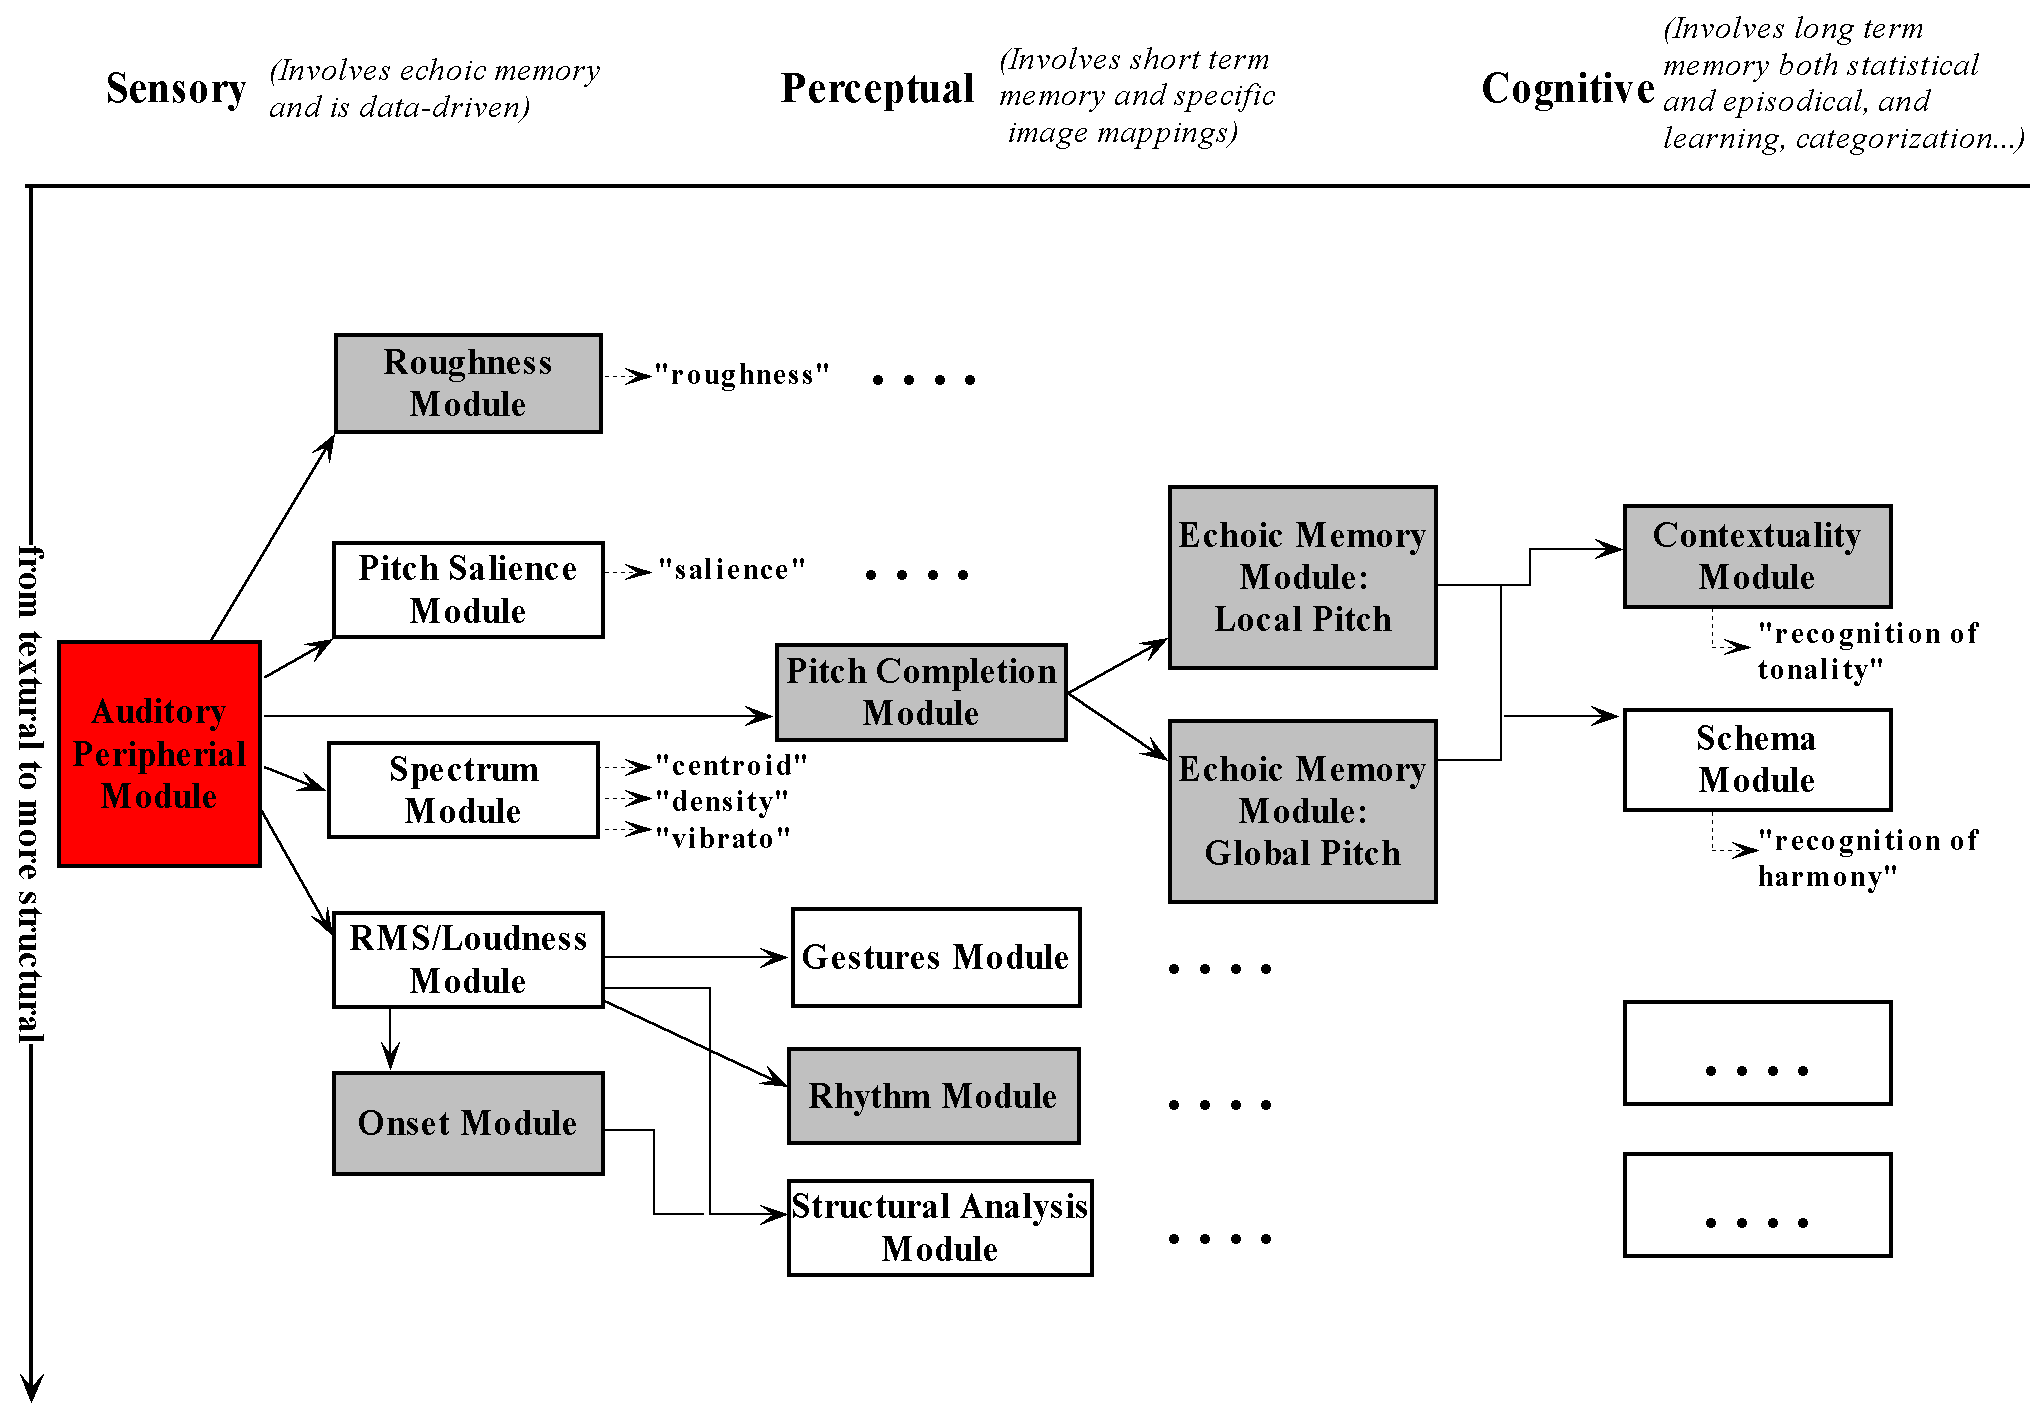 Sensory
(Involves echoic memory
and is data-driven)
Perceptual
(Involves short term
memory and specific
image mappings)
Cognitive
(Involves long term
memory both statistical
and episodical, and
learning, categorization...)
from textural to more structural
Auditory
Peripherial
Module
Roughness
Module
"roughness"
. . . .
Pitch Salience
Module
"salience"
. . . .
Pitch Completion
Module
Spectrum
Module
"centroid"
"density"
"vibrato"
RMS/Loudness
Module
Onset Module
Gestures Module
. . . .
Rhythm Module
. . . .
Structural Analysis
Module
. . . .
Echoic Memory
Module:
Local Pitch
Echoic Memory
Module:
Global Pitch
Contextuality
Module
"recognition of
tonality"
Schema
Module
"recognition of
harmony"
. . . .
. . . .